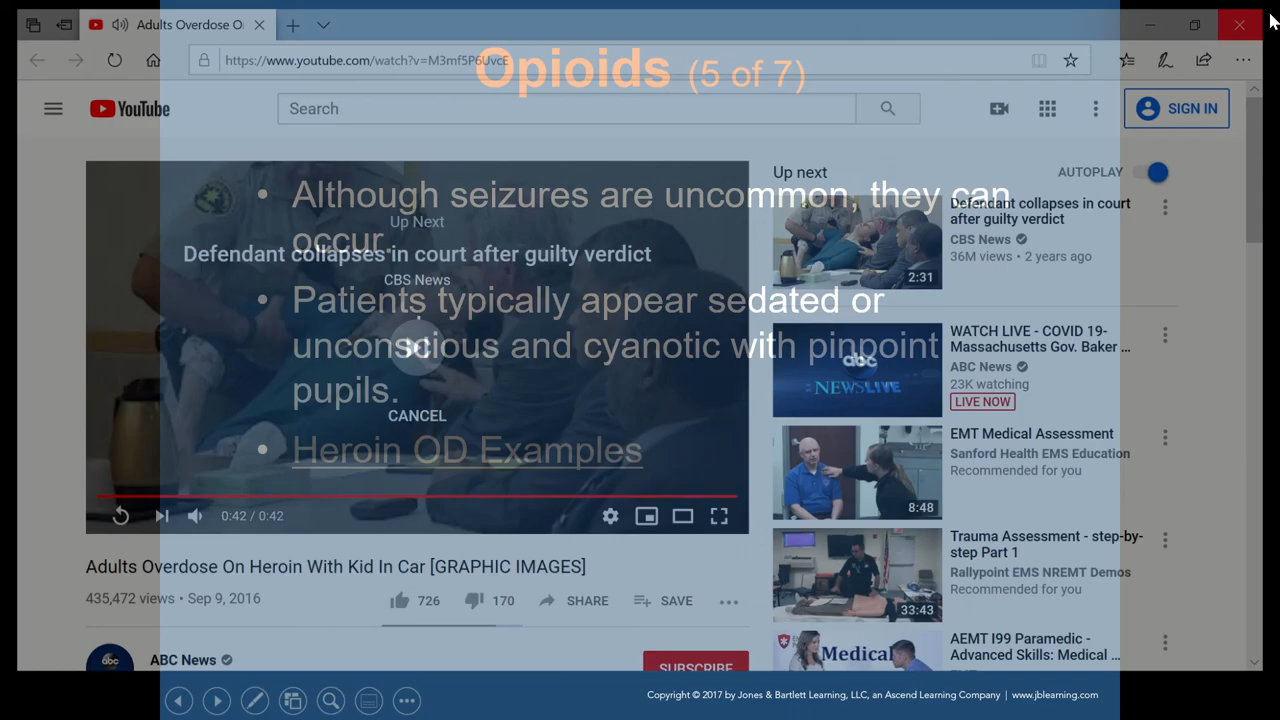 Adults Overdose O
https://www.youtube.com/watch?v=M3mf5P6UvcE
Opioids (5 of 7)
YouTube
Search
SIGN IN
Up next
AUTOPLAY
• Although seizures are uncommon, they can
occur.
• Patients typically appear sedated or
unconscious and cyanotic with pinpoint
pupils.
• Heroin OD Examples
Up Next
Defendant collapses in court after guilty verdict
CBS News
CANCEL
0:42 / 0:42
Adults Overdose On Heroin With Kid In Car [GRAPHIC IMAGES]
435,472 views • Sep 9, 2016
726
170
SHARE
SAVE
abc
ABC News
SUBSCRIBE
Defendant collapses in court
after guilty verdict
CBS News
36M views • 2 years ago
2:31
WATCH LIVE - COVID 19-
Massachusetts Gov. Baker ...
ABC News
23K watching
LIVE NOW
abc
NEWS LIVE
EMT Medical Assessment
Sanford Health EMS Education
Recommended for you
8:48
Trauma Assessment - step-by-
step Part 1
Rallypoint EMS NREMT Demos
Recommended for you
33:43
AEMT I99 Paramedic -
Advanced Skills: Medical ...
Medical
Copyright © 2017 by Jones & Bartlett Learning, LLC, an Ascend Learning Company | www.jblearning.com